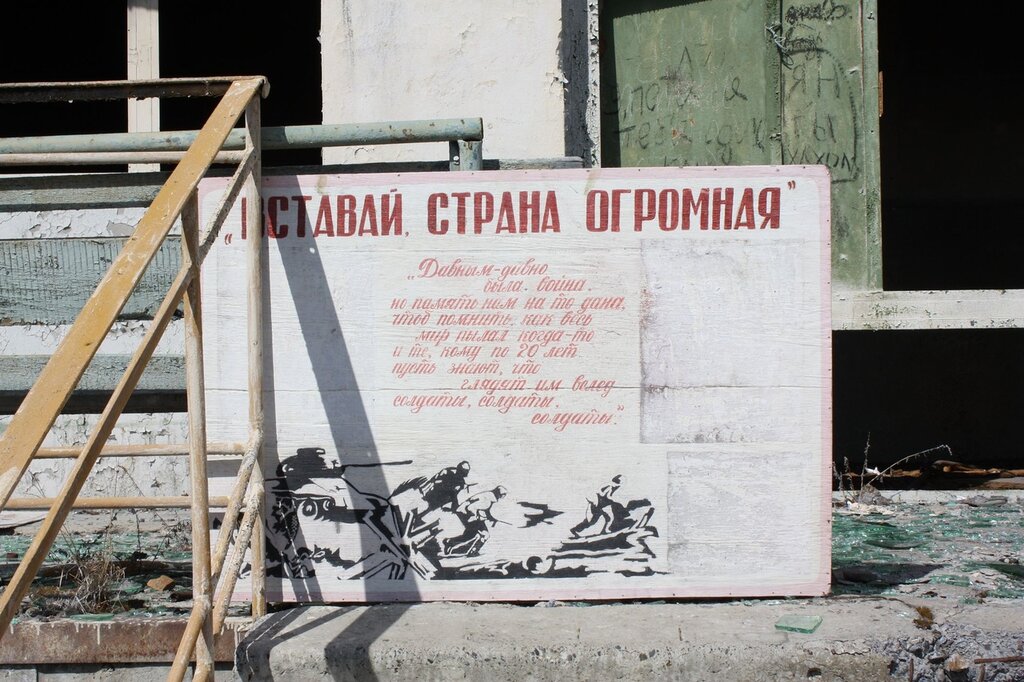 „ВСТАВАЙ, СТРАНА ОГРОМНАЯ"
„Давным-давно
была война.
но память нам на то дана,
чтоб помнить, как весь
мир пылал когда-то
и те, кому по 20 лет
пусть знают, что
глядят им вслед
солдаты, солдаты,
солдаты."